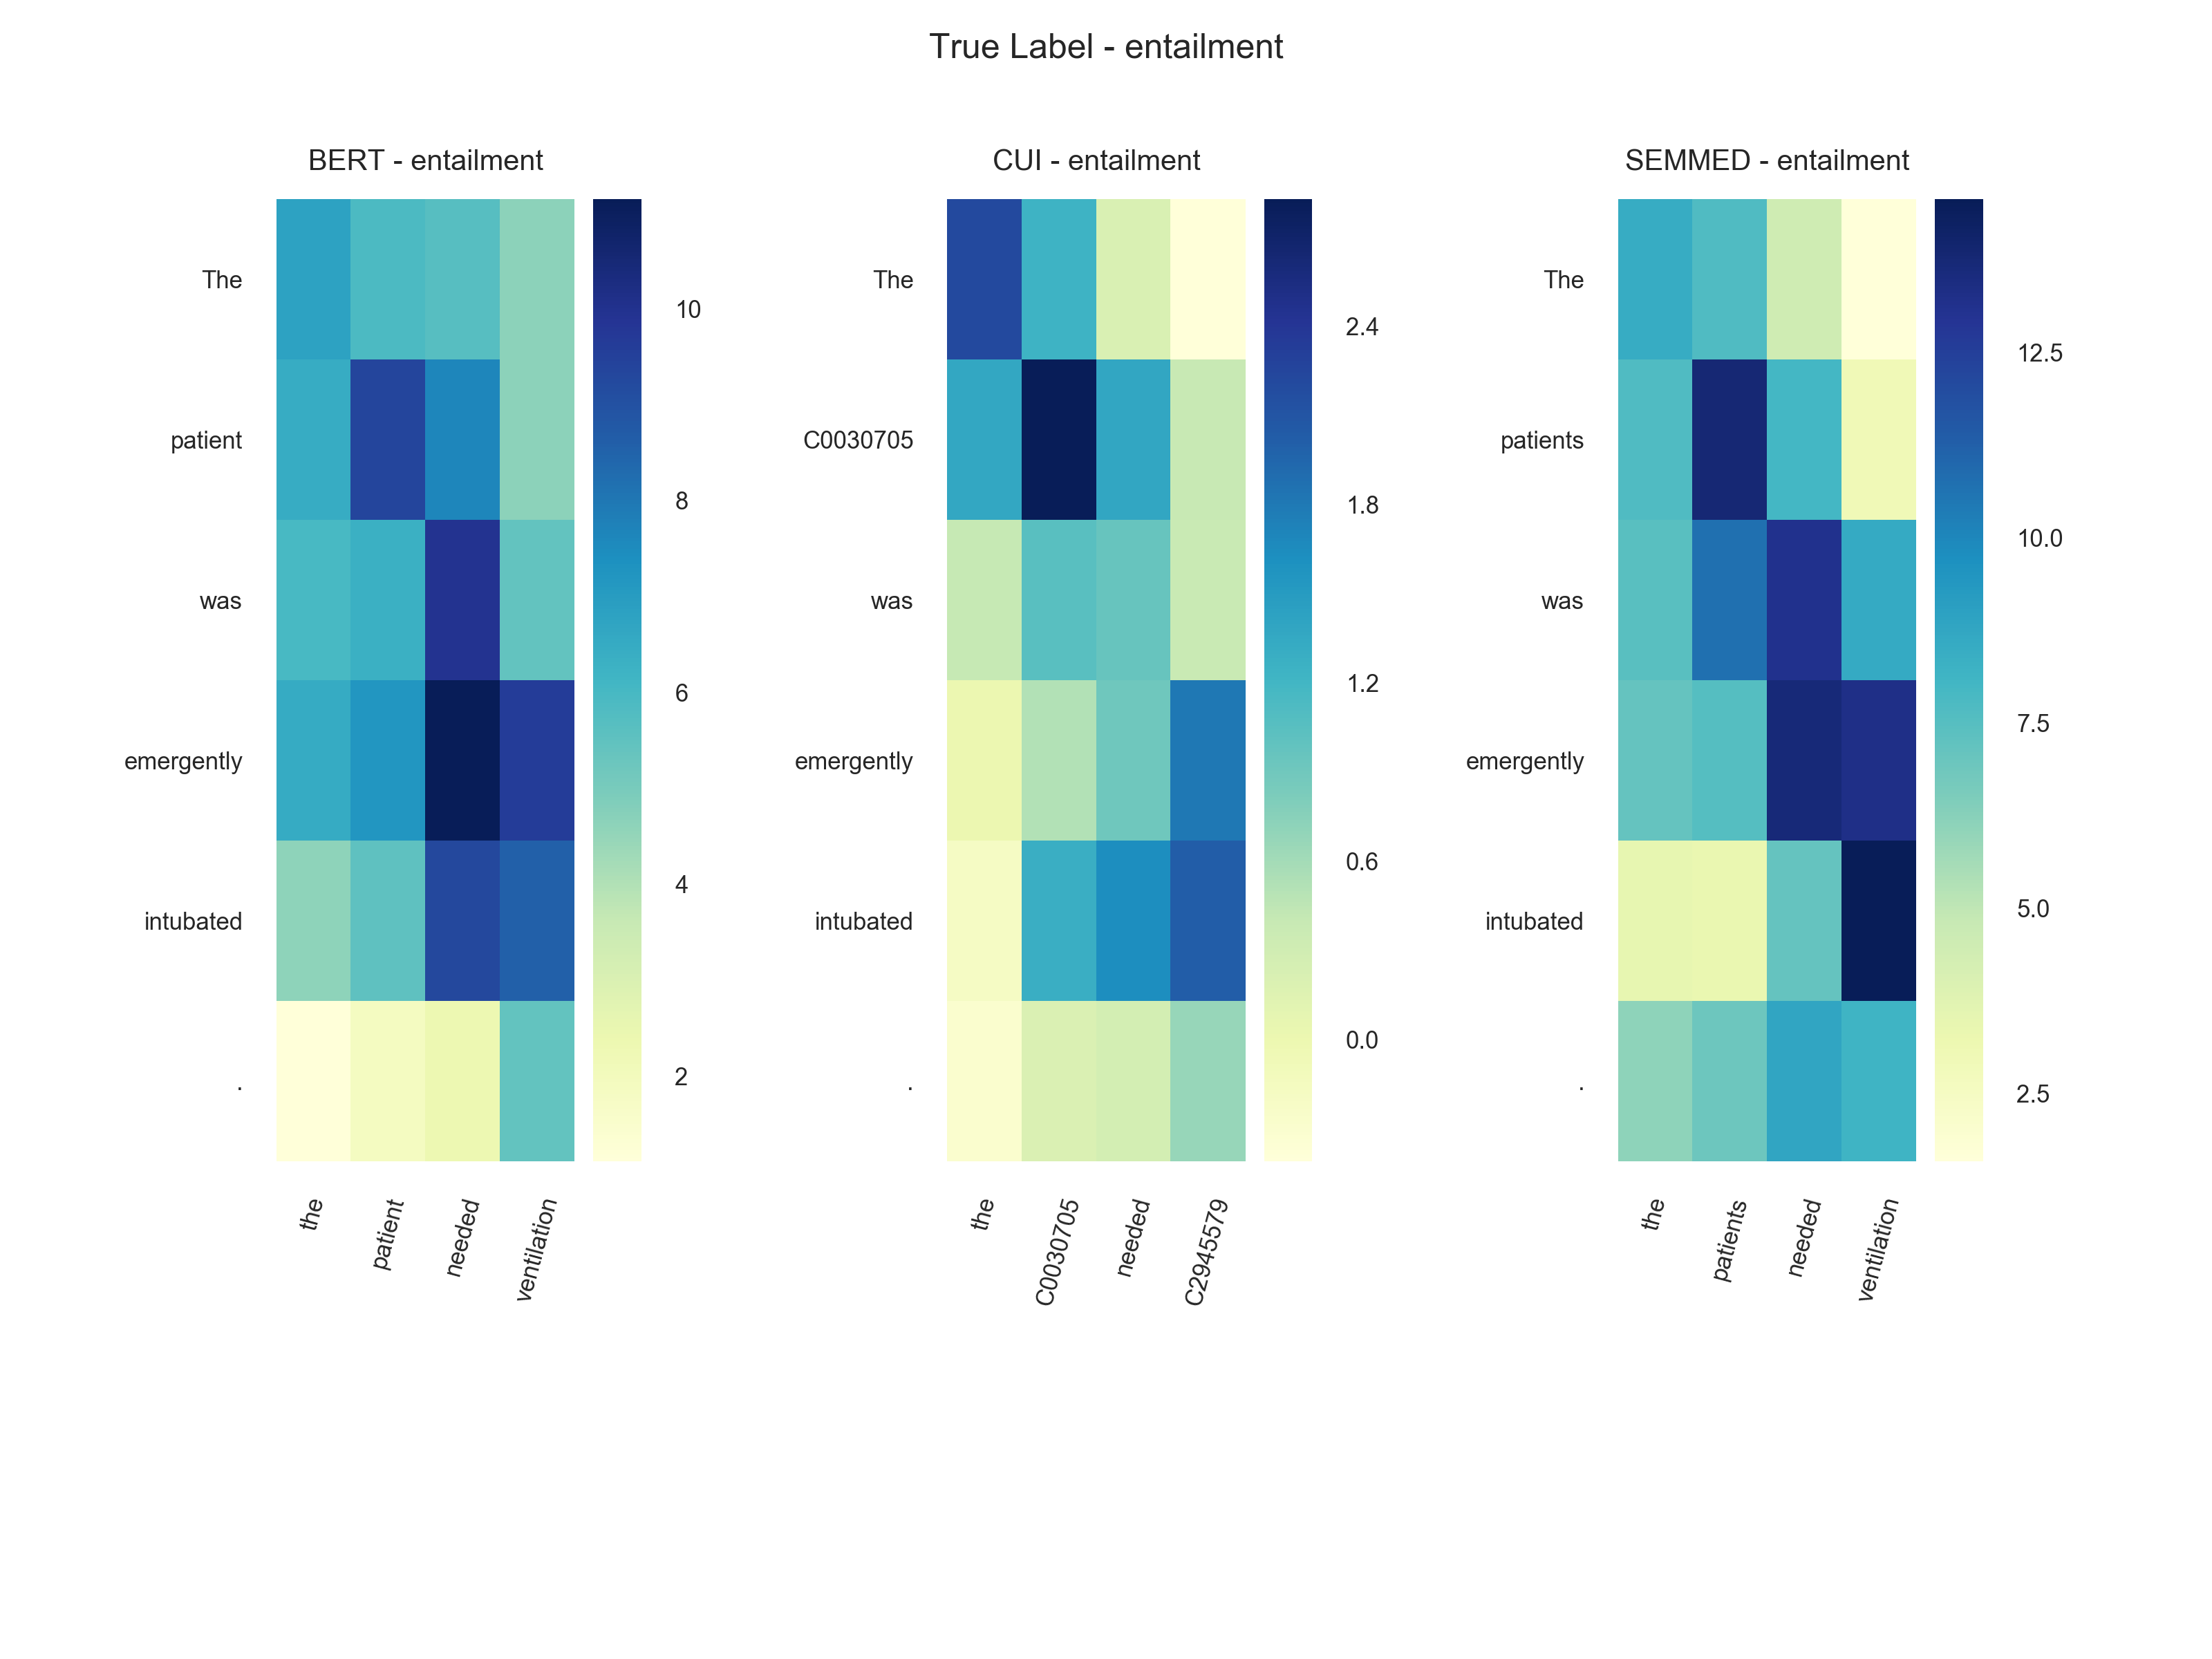 True Label - entailment
BERT - entailment
The
patient
was
emergently
intubated
.
10
8
6
4
2
the
patient
needed
ventilation
CUI - entailment
The
C0030705
was
emergently
intubated
.
2.4
1.8
1.2
0.6
0.0
the
C0030705
needed
C2945579
SEMMED - entailment
The
patients
was
emergently
intubated
.
12.5
10.0
7.5
5.0
2.5
the
patients
needed
ventilation